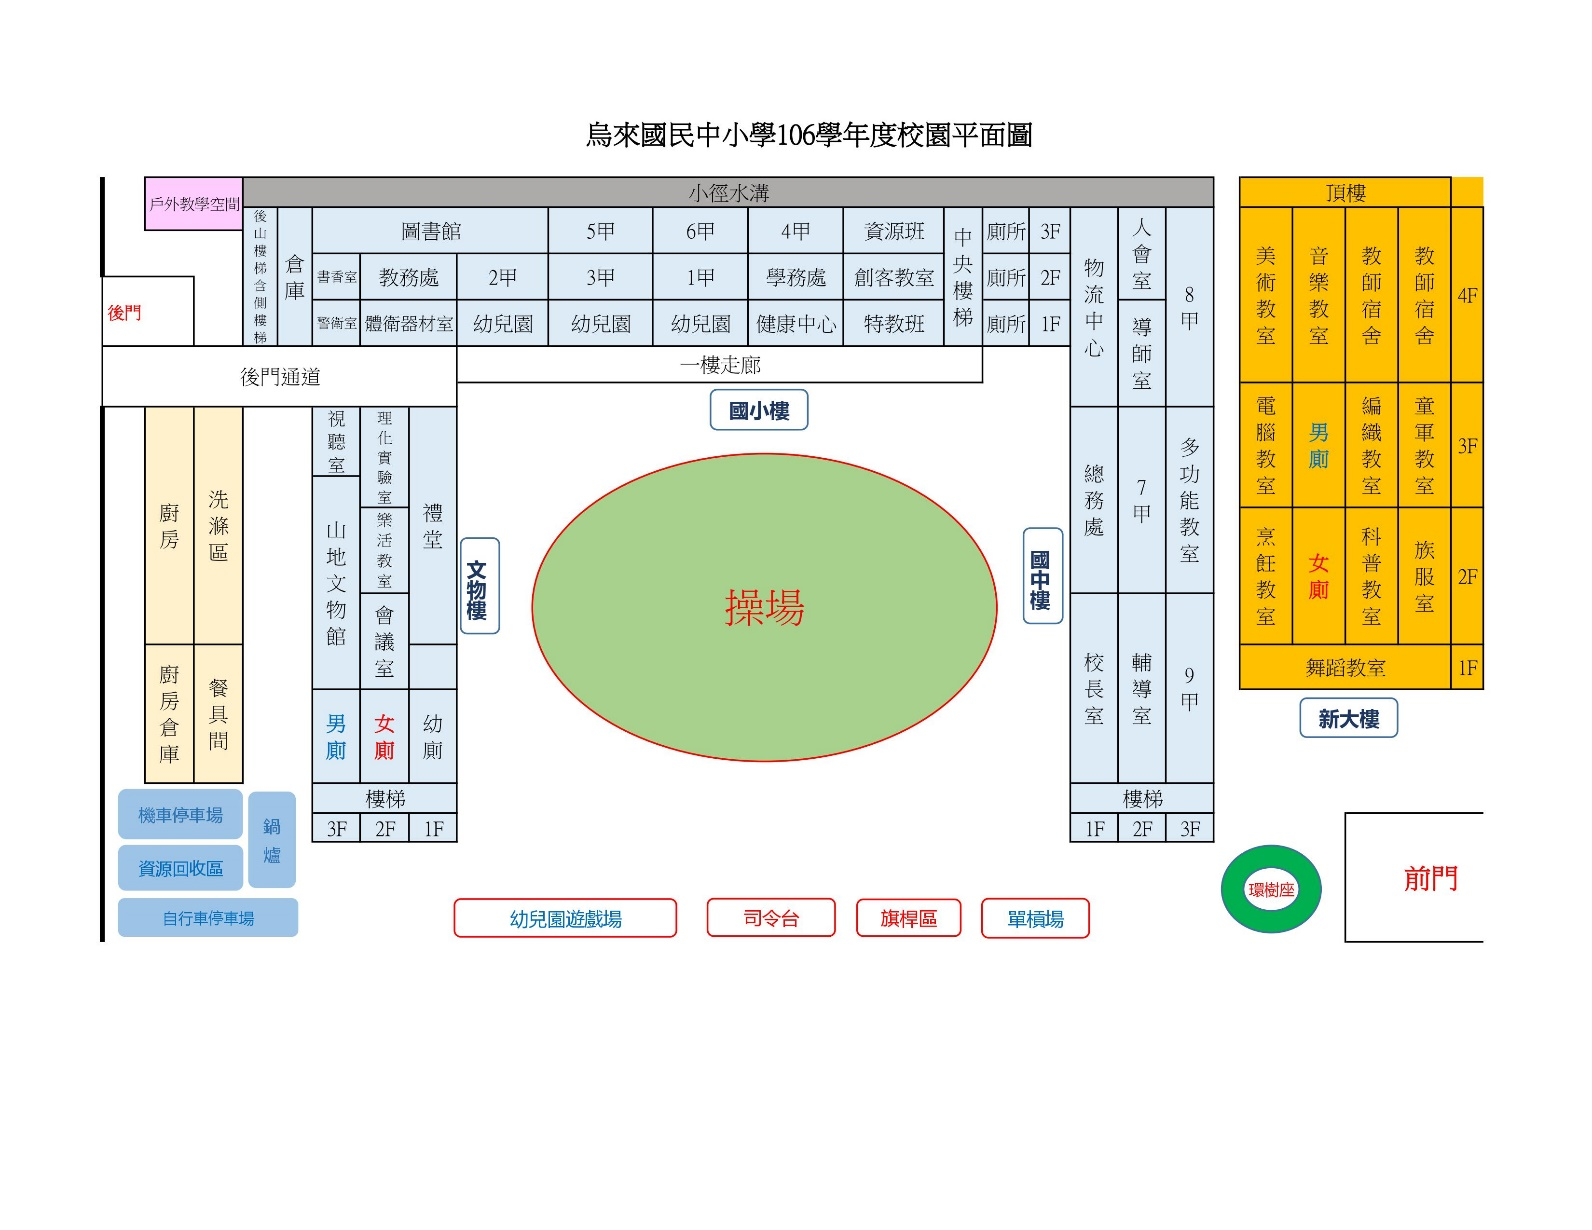 烏來國民中小學106學年度校園平面圖
戶外教學空間
小徑水溝
頂樓
後山樓梯含側樓梯
倉庫
圖書館
5甲
6甲
4甲
資源班
中央樓梯
廁所
3F
書香室
教務處
2甲
3甲
1甲
學務處
創客教室
廁所
2F
警衛室
體衛器材室
幼兒園
幼兒園
幼兒園
健康中心
特教班
廁所
1F
物流中心
人會室
導師室
8甲
美術教室
音樂教室
教師宿舍
教師宿舍
4F
後門
後門通道
一樓走廊
國小樓
廚房
洗滌區
視聽室
理化實驗室
禮堂
山地文物館
樂活教室
會議室
文物樓
操場
國中樓
總務處
7甲
多功能教室
電腦教室
男廁
編織教室
童軍教室
3F
烹飪教室
女廁
科普教室
族服室
2F
舞蹈教室
1F
新大樓
廚房倉庫
餐具間
男廁
女廁
幼廁
校長室
輔導室
9甲
樓梯
樓梯
3F
2F
1F
1F
2F
3F
機車停車場
鍋爐
資源回收區
自行車停車場
幼兒園遊戲場
司令台
旗桿區
單槓場
環樹座
前門